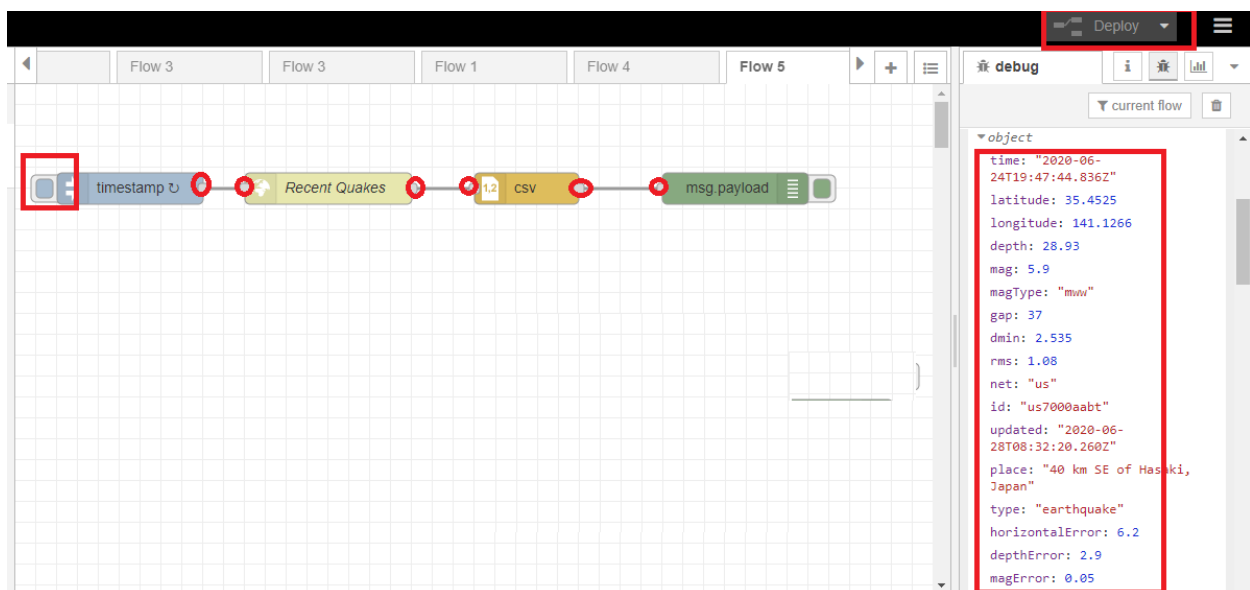 Deploy
Flow 3
Flow 3
Flow 1
Flow 4
Flow 5
debug
i
current flow
timestamp ↻
Recent Quakes
1,2
csv
msg.payload
object
time: "2020-06-
24T19:47:44.836Z"
latitude: 35.4525
longitude: 141.1266
depth: 28.93
mag: 5.9
magType: "mww"
gap: 37
dmin: 2.535
rms: 1.08
net: "us"
id: "us7000aabt"
updated: "2020-06-
28T08:32:20.260Z"
place: "40 km SE of Hasaki,
Japan"
type: "earthquake"
horizontalError: 6.2
depthError: 2.9
magError: 0.05